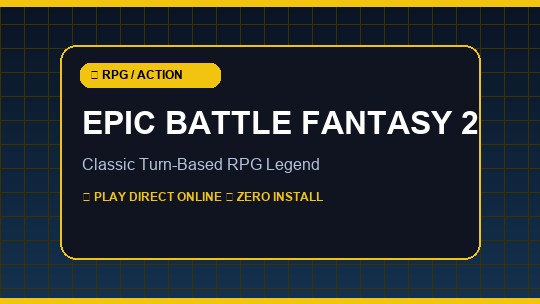 RPG / ACTION
EPIC BATTLE FANTASY 2
Classic Turn-Based RPG Legend
PLAY DIRECT ONLINE ZERO INSTALL